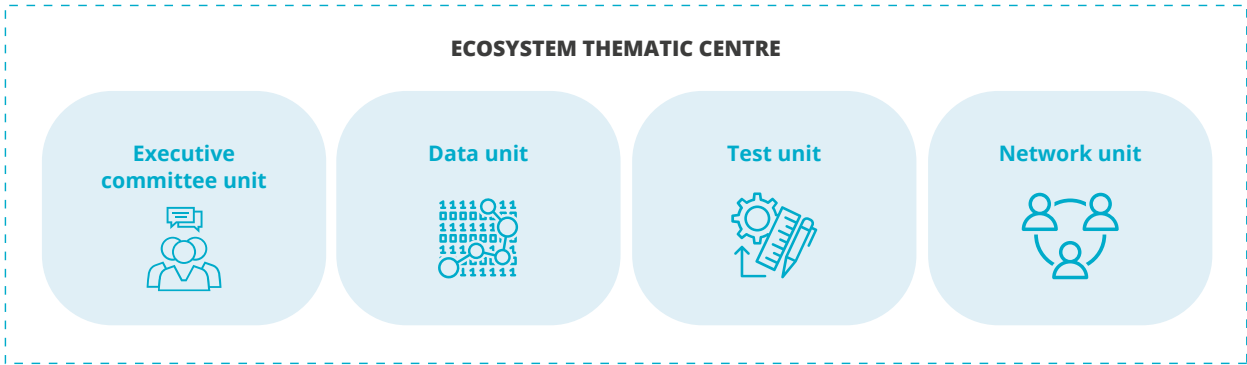 ECOSYSTEM THEMATIC CENTRE
Executive
committee unit
Data unit
Test unit
Network unit